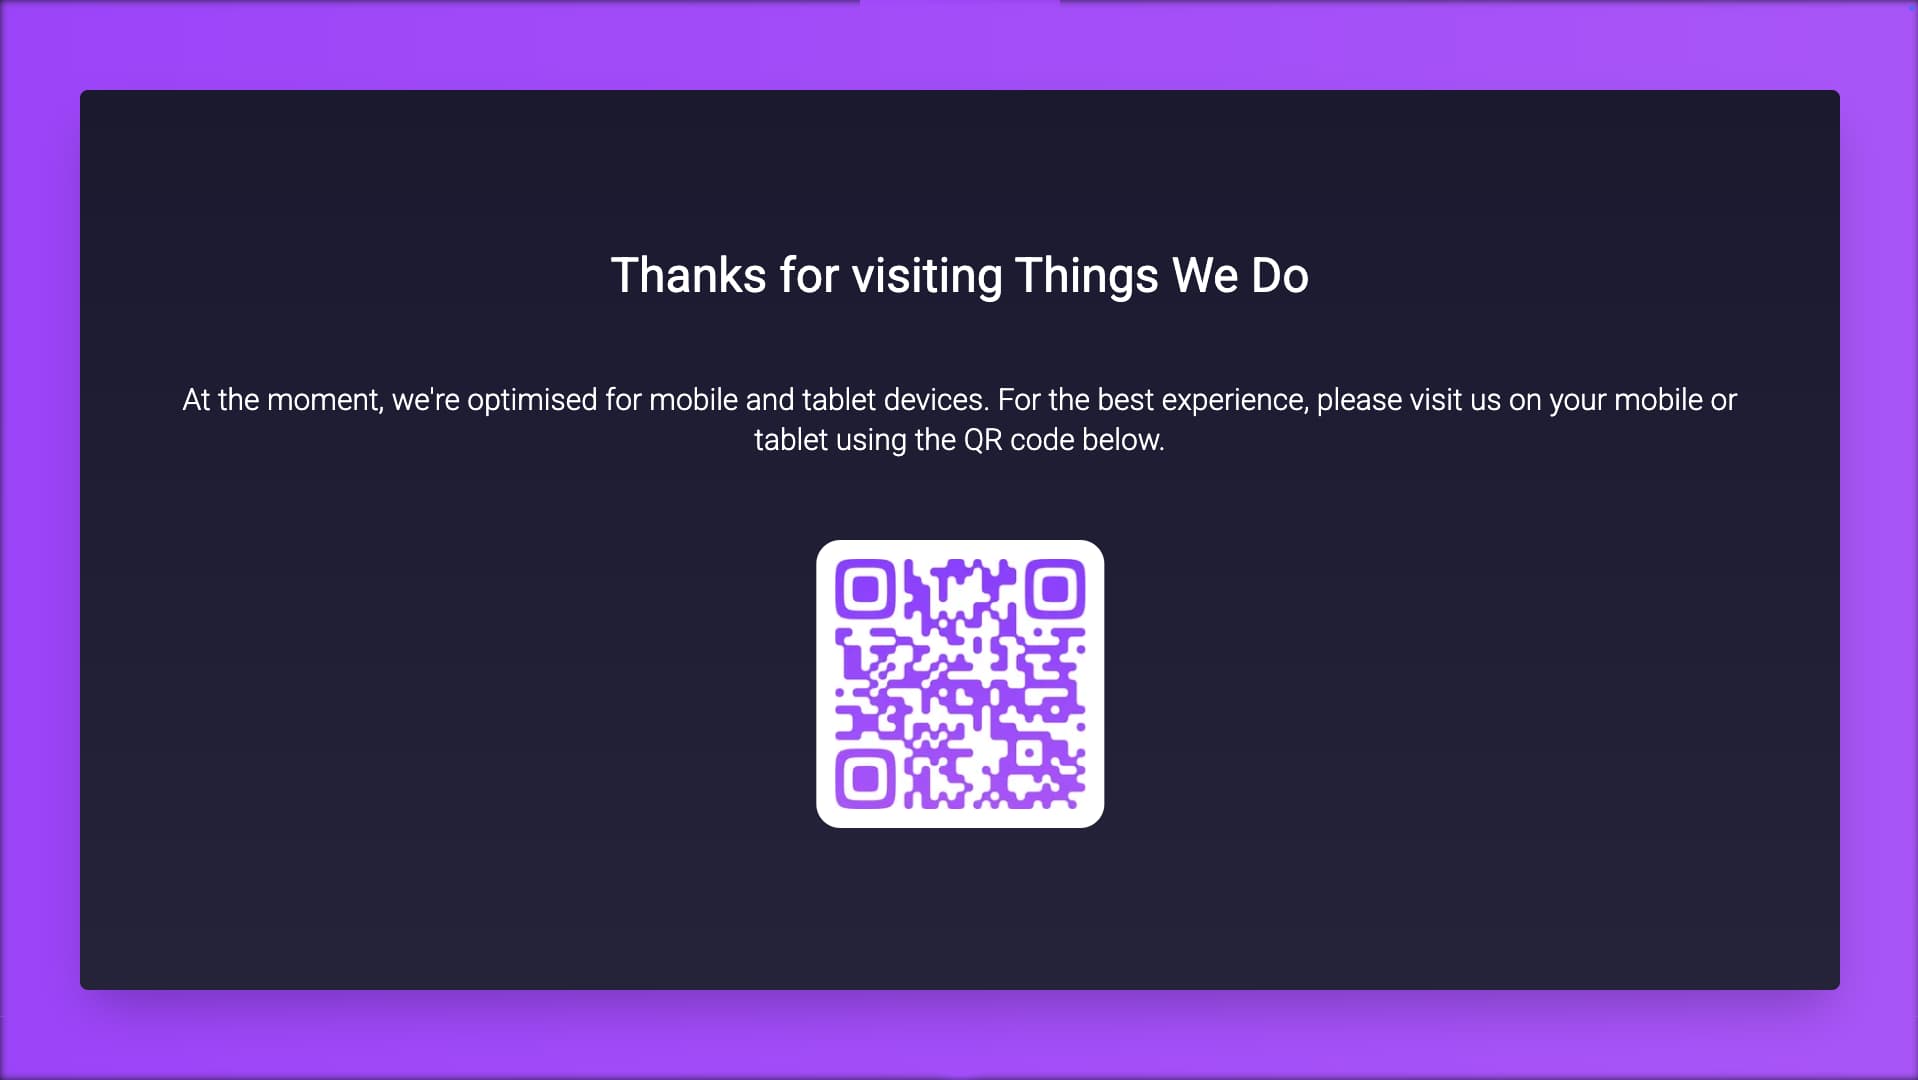 Thanks for visiting Things We Do
At the moment, we're optimised for mobile and tablet devices. For the best experience, please visit us on your mobile or
tablet using the QR code below.